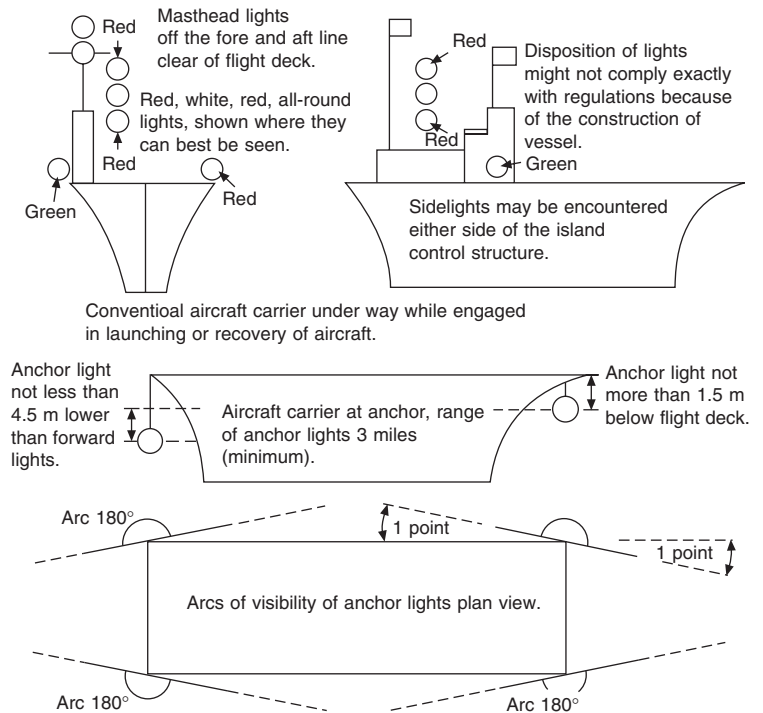 Masthead lights
off the fore and aft line
clear of flight deck.
Red
Red, white, red, all-round
lights, shown where they
can best be seen.
Red
Green
Red
Red
Red
Disposition of lights
might not comply exactly
with regulations because
of the construction of
vessel.
Green
Sidelights may be encountered
either side of the island
control structure.
Conventioal aircraft carrier under way while engaged
in launching or recovery of aircraft.
Anchor light
not less than
4.5 m lower
than forward
lights.
Aircraft carrier at anchor, range
of anchor lights 3 miles
(minimum).
Anchor light not
more than 1.5 m
below flight deck.
Arc 180°
1 point
1 point
Arcs of visibility of anchor lights plan view.
Arc 180°
Arc 180°